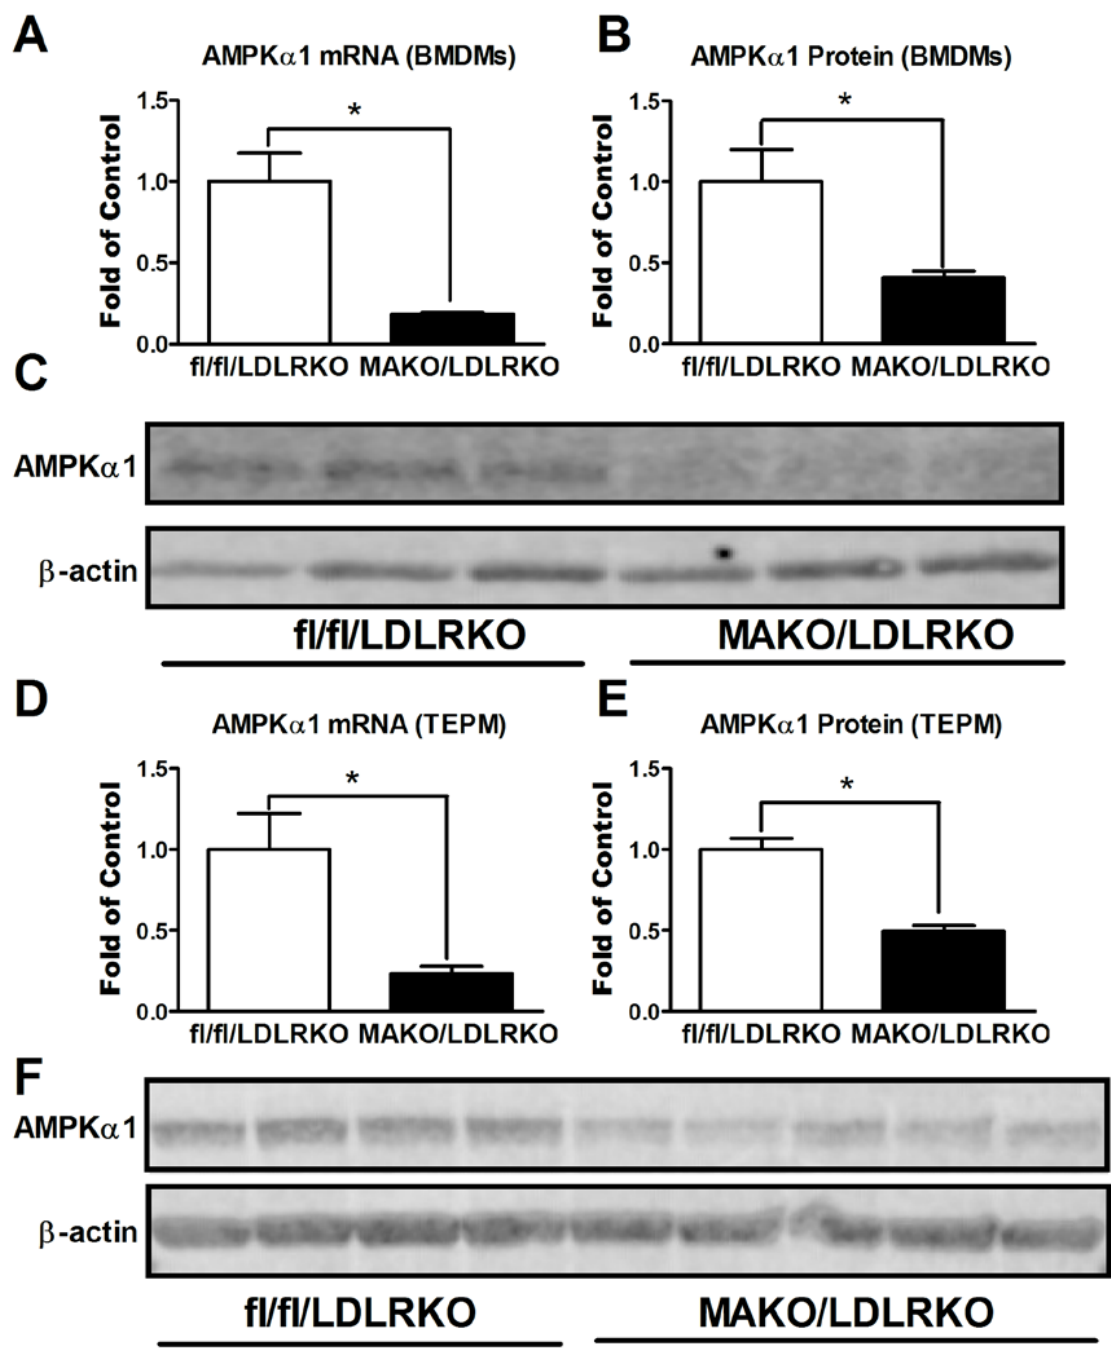 A
B
AMPKα1 mRNA (BMDMs)
AMPKα1 Protein (BMDMs)
Fold of Control
1.5
1.0
0.5
0.0
*
fl/fl/LDLRKO MAKO/LDLRKO
Fold of Control
1.5
1.0
0.5
0.0
*
fl/fl/LDLRKO MAKO/LDLRKO
C
AMPKα1
β-actin
fl/fl/LDLRKO
MAKO/LDLRKO
D
E
AMPKα1 mRNA (TEPM)
AMPKα1 Protein (TEPM)
Fold of Control
1.5
1.0
0.5
0.0
*
fl/fl/LDLRKO MAKO/LDLRKO
Fold of Control
1.5
1.0
0.5
0.0
*
fl/fl/LDLRKO MAKO/LDLRKO
F
AMPKα1
β-actin
fl/fl/LDLRKO
MAKO/LDLRKO